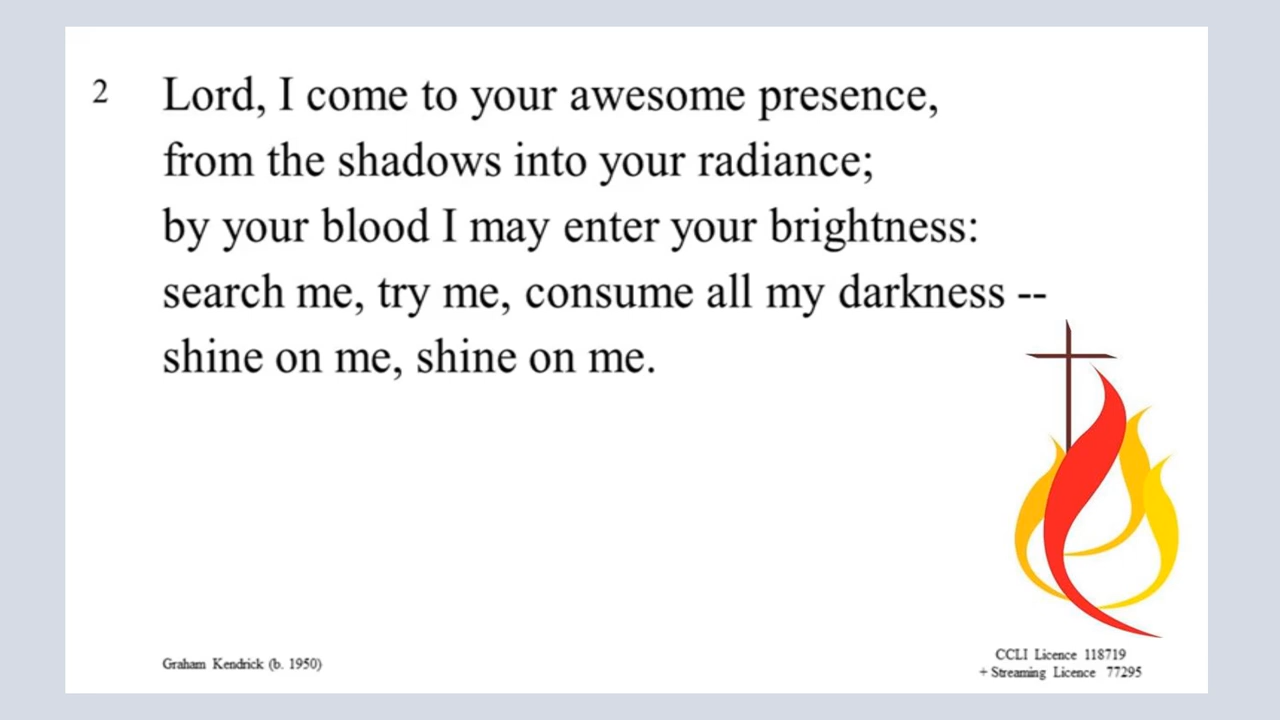 2 Lord, I come to your awesome presence,
from the shadows into your radiance;
by your blood I may enter your brightness:
search me, try me, consume all my darkness --
shine on me, shine on me.
Graham Kendrick (b. 1950)
CCLI Licence 118719
+ Streaming Licence 77295